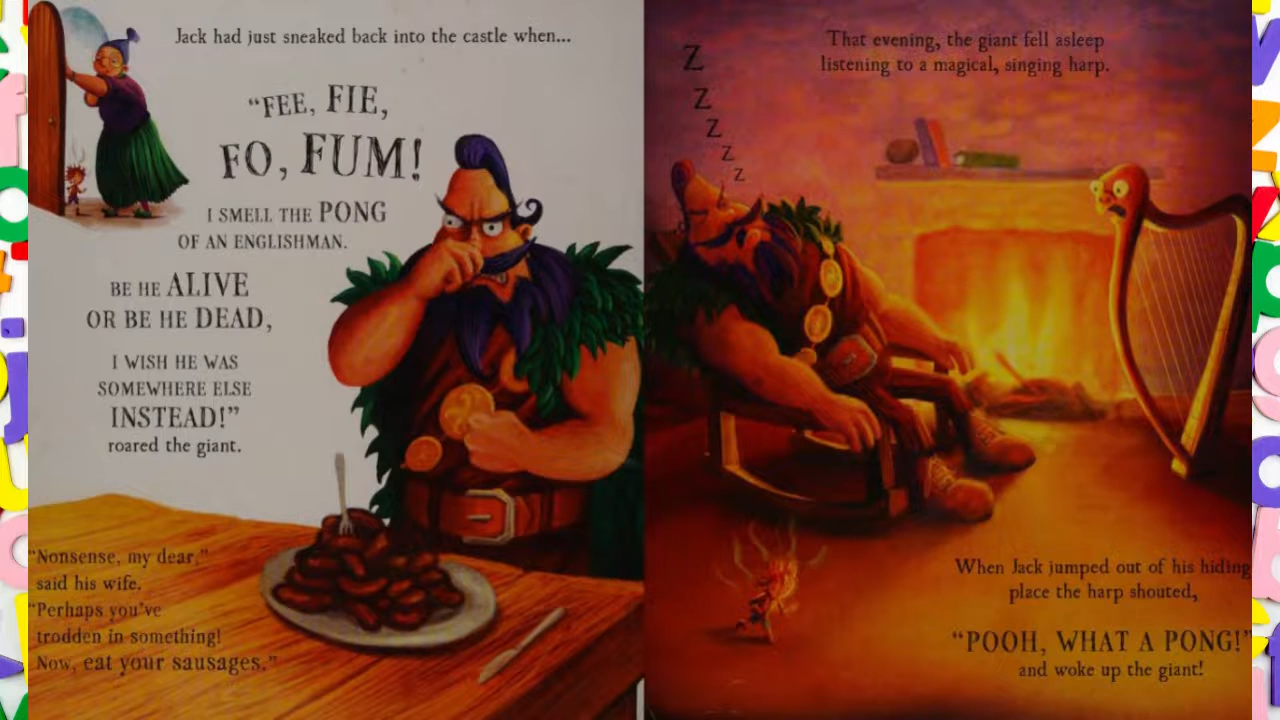 Jack had just sneaked back into the castle when...
“FEE, FIE,
FO, FUM!
I SMELL THE PONG
OF AN ENGLISHMAN.
BE HE ALIVE
OR BE HE DEAD,
I WISH HE WAS
SOMEWHERE ELSE
INSTEAD!”
roared the giant.
“Nonsense, my dear,”
said his wife.
“Perhaps you’ve
trodden in something!
Now, eat your sausages.”
Z
Z
Z
Z
Z
That evening, the giant fell asleep
listening to a magical, singing harp.
When Jack jumped out of his hiding
place the harp shouted,
“POOH, WHAT A PONG!”
and woke up the giant!